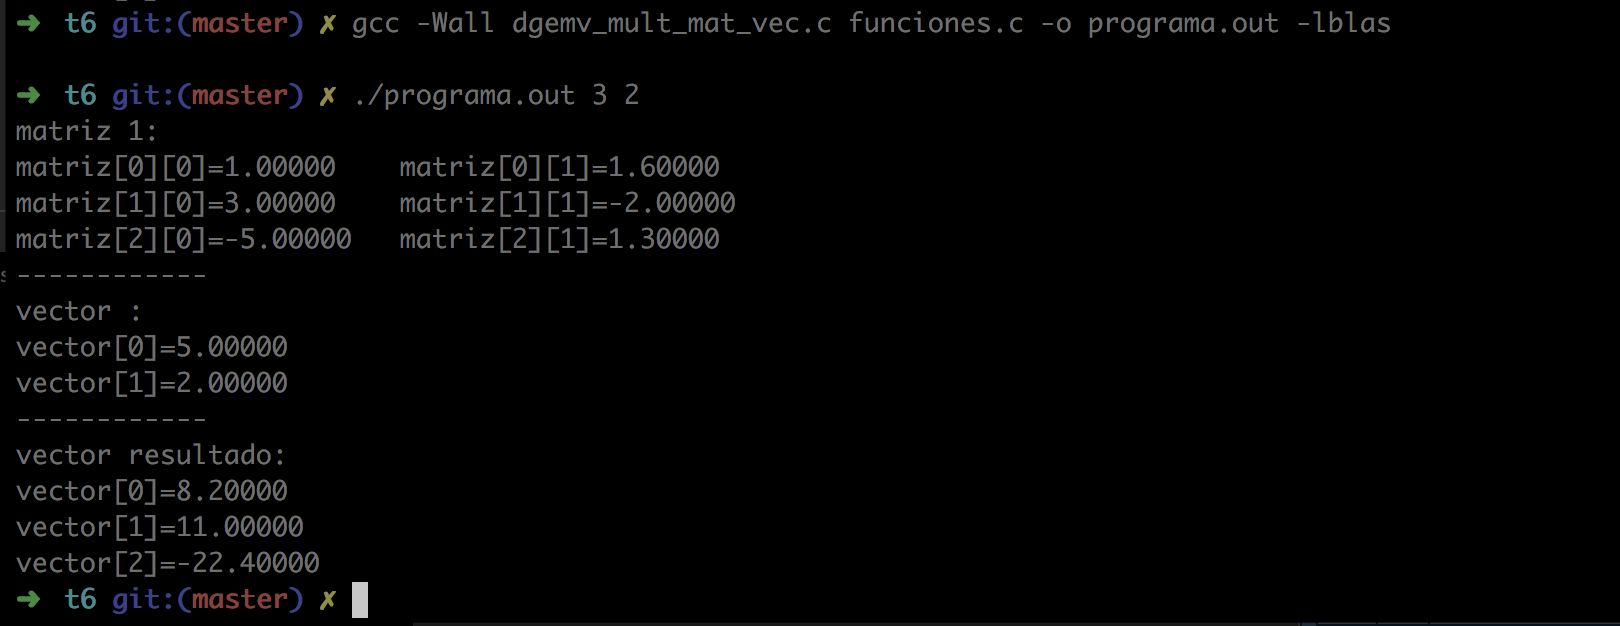 ➜  t6 git:(master) ✗ gcc -Wall dgemv_mult_mat_vec.c funciones.c -o programa.out -lblas
➜  t6 git:(master) ✗ ./programa.out 3 2
matriz 1:
matriz[0][0]=1.00000    matriz[0][1]=1.60000
matriz[1][0]=3.00000    matriz[1][1]=-2.00000
matriz[2][0]=-5.00000   matriz[2][1]=1.30000
------------
vector :
vector[0]=5.00000
vector[1]=2.00000
------------
vector resultado:
vector[0]=8.20000
vector[1]=11.00000
vector[2]=-22.40000
➜  t6 git:(master) ✗